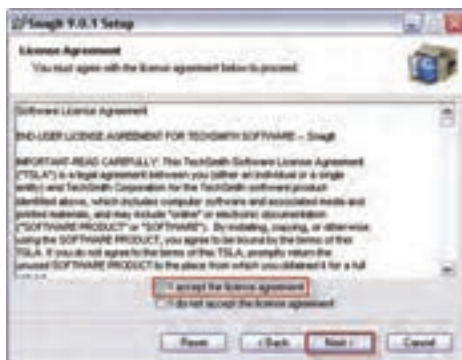 SnagIt 9.0.1 Setup
License Agreement
You must agree with the license agreement below to proceed.
Software License Agreement
END-USER LICENSE AGREEMENT FOR TECHSMITH SOFTWARE – SnagIt
IMPORTANT-READ CAREFULLY: This TechSmith Software License Agreement
("TSLA") is a legal agreement between you (either an individual or a single
entity) and TechSmith Corporation for the TechSmith software product
identified above, which includes computer software and associated media and
printed materials, and may include "online" or electronic documentation
("SOFTWARE PRODUCT" or "SOFTWARE"). By installing, copying, or otherwise
using the SOFTWARE PRODUCT, you agree to be bound by the terms of this
TSLA. If you do not agree to the terms of this TSLA, promptly return the
unused SOFTWARE PRODUCT to the place from which you obtained it for a full
I accept the license agreement
I do not accept the license agreement
Reset
< Back
Next >
Cancel